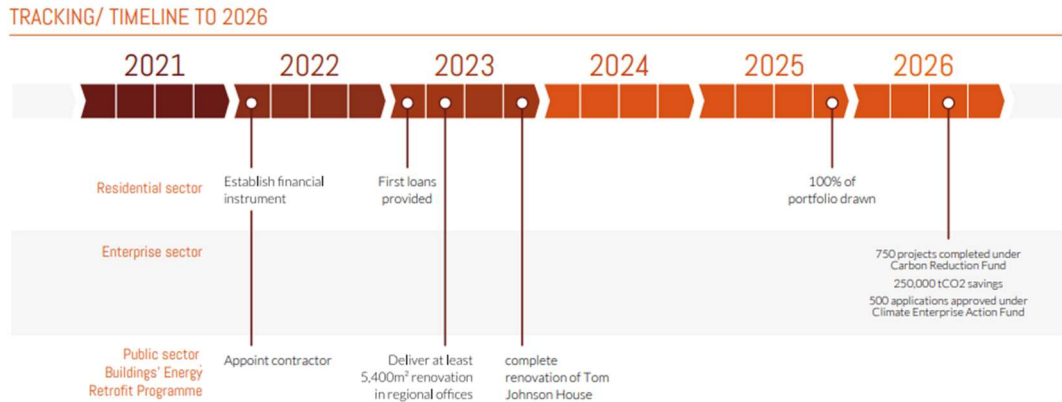 TRACKING/ TIMELINE TO 2026
2021 2022 2023 2024 2025 2026
Residential sector
Establish financial
instrument
First loans
provided
100% of
portfolio drawn
Enterprise sector
750 projects completed under
Carbon Reduction Fund
250,000 tCO2 savings
500 applications approved under
Climate Enterprise Action Fund
Public sector
Buildings' Energy
Retrofit Programme
Appoint contractor
Deliver at least
5,400m² renovation
in regional offices
complete
renovation of Tom
Johnson House